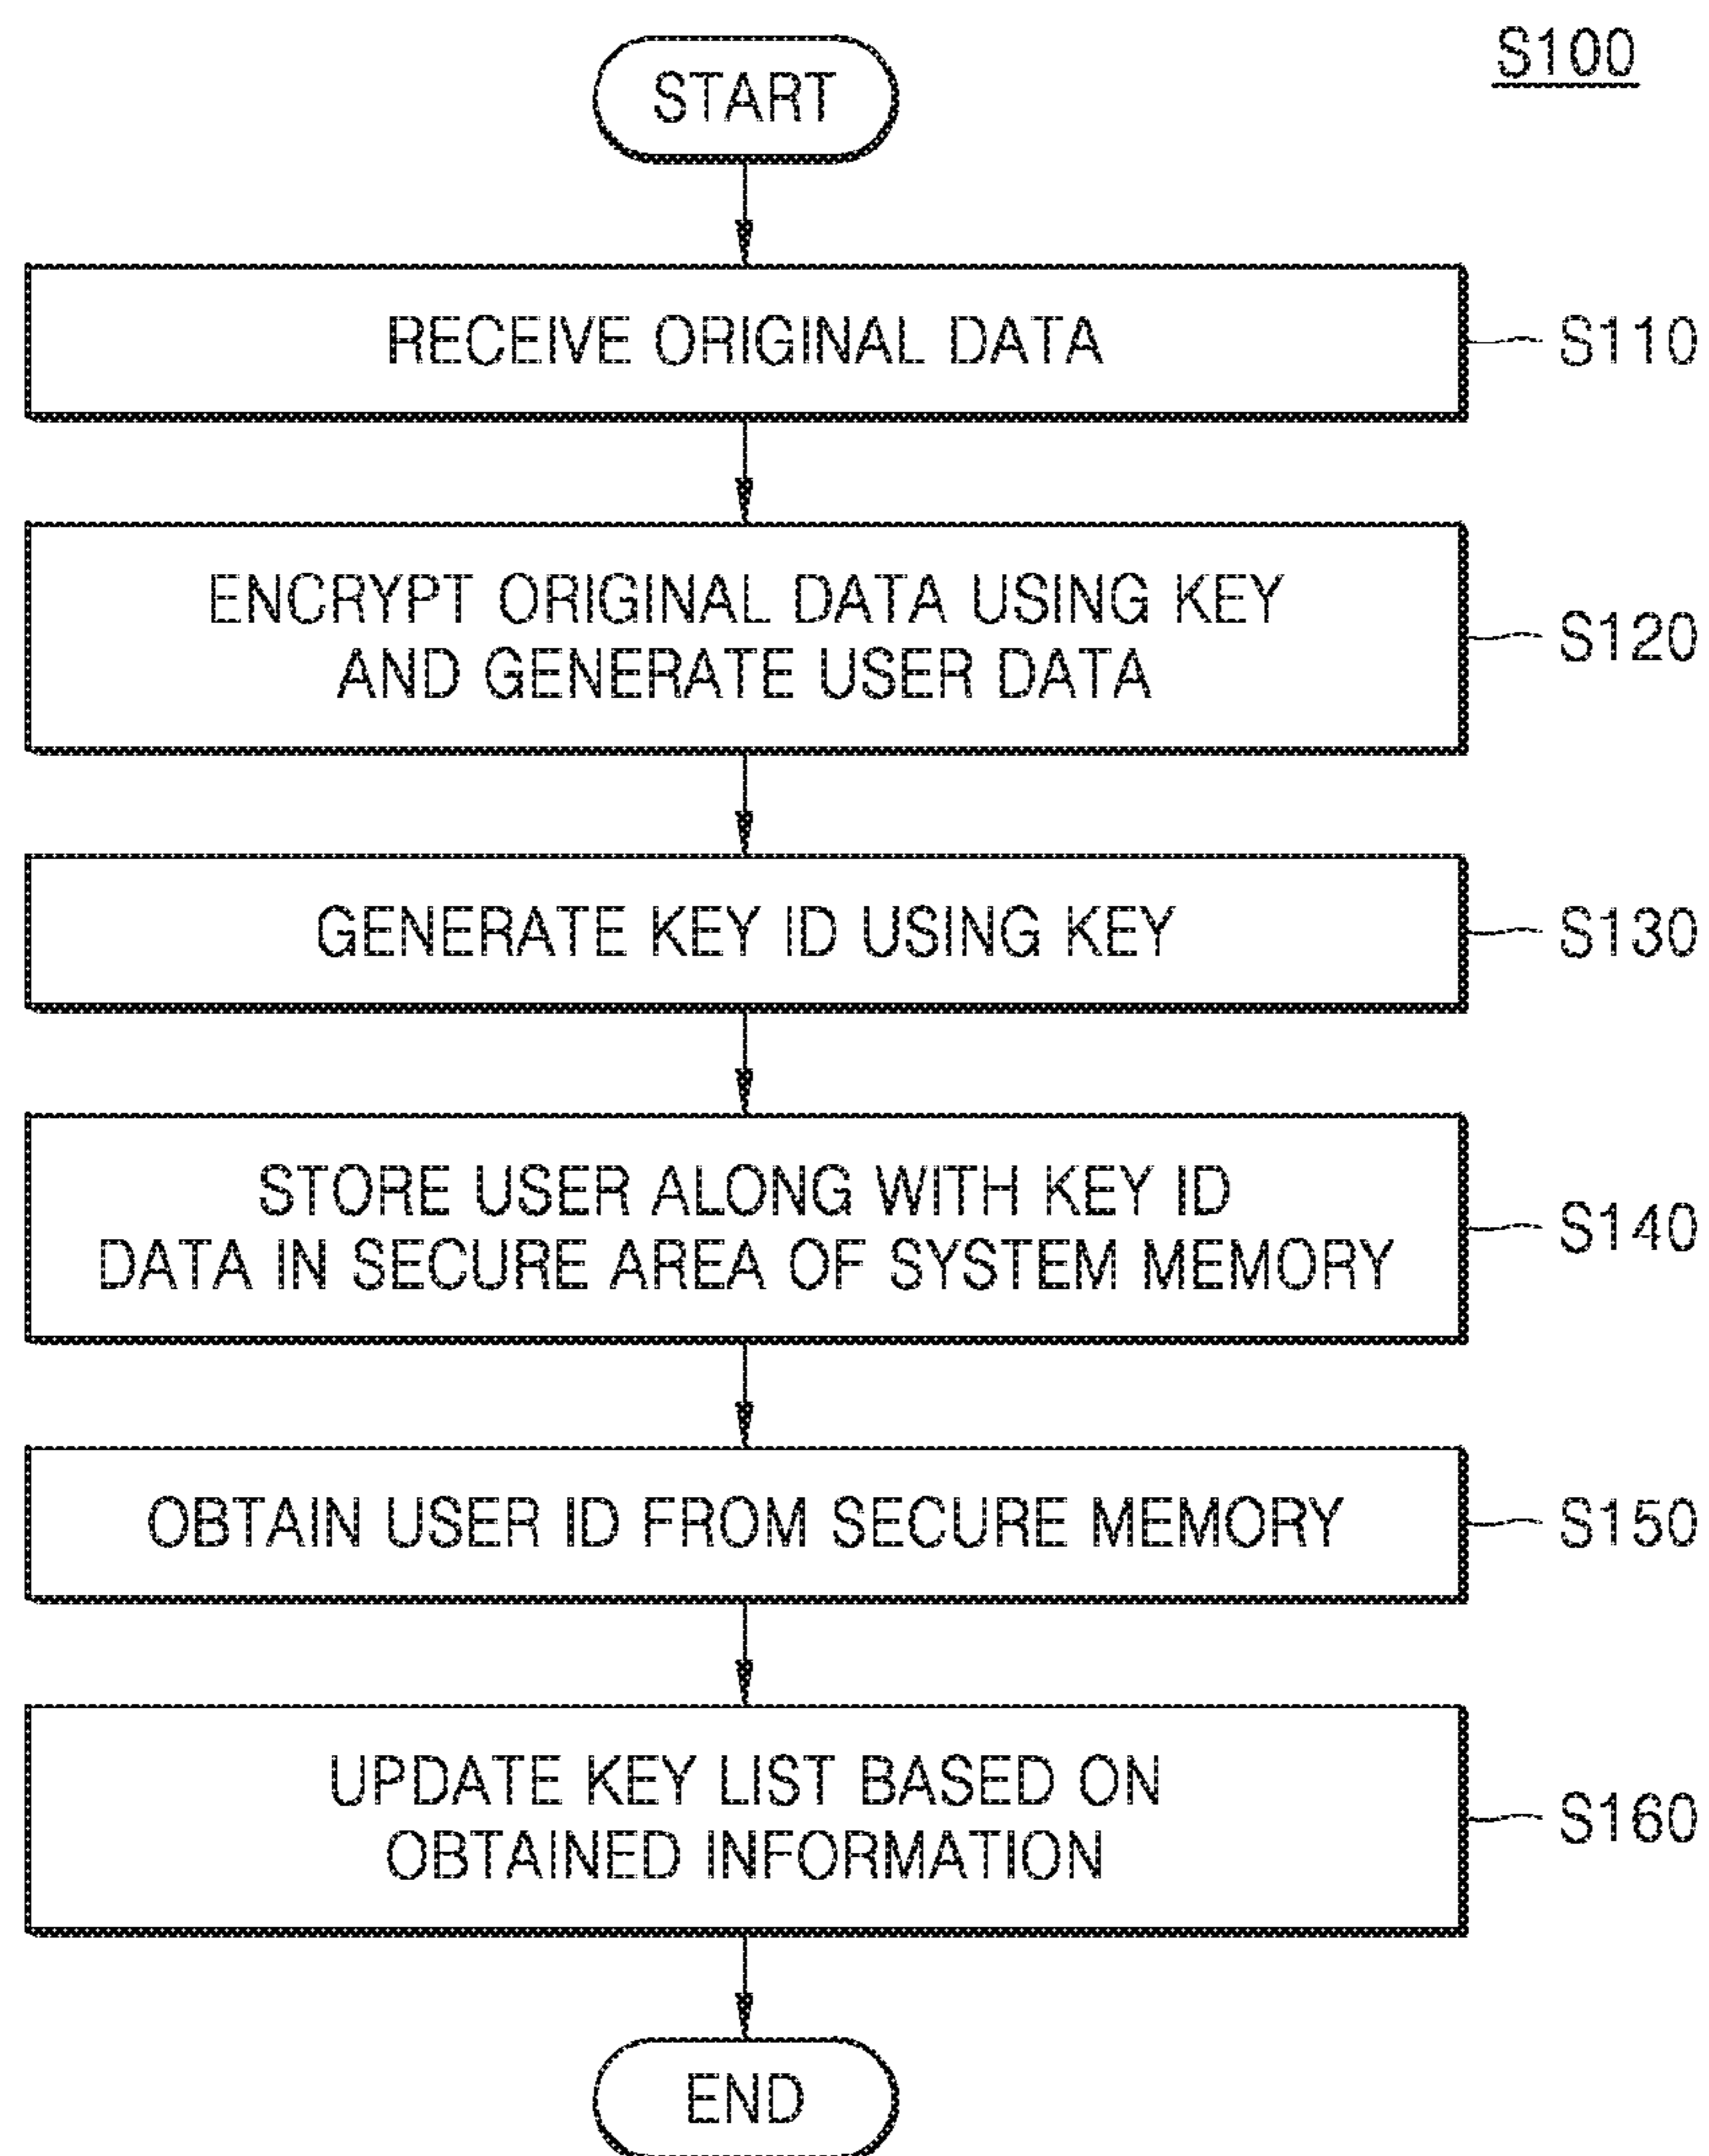 S100
START
RECEIVE ORIGINAL DATA
S110
ENCRYPT ORIGINAL DATA USING KEY
AND GENERATE USER DATA
S120
GENERATE KEY ID USING KEY
S130
STORE USER ALONG WITH KEY ID
DATA IN SECURE AREA OF SYSTEM MEMORY
S140
OBTAIN USER ID FROM SECURE MEMORY
S150
UPDATE KEY LIST BASED ON
OBTAINED INFORMATION
S160
END